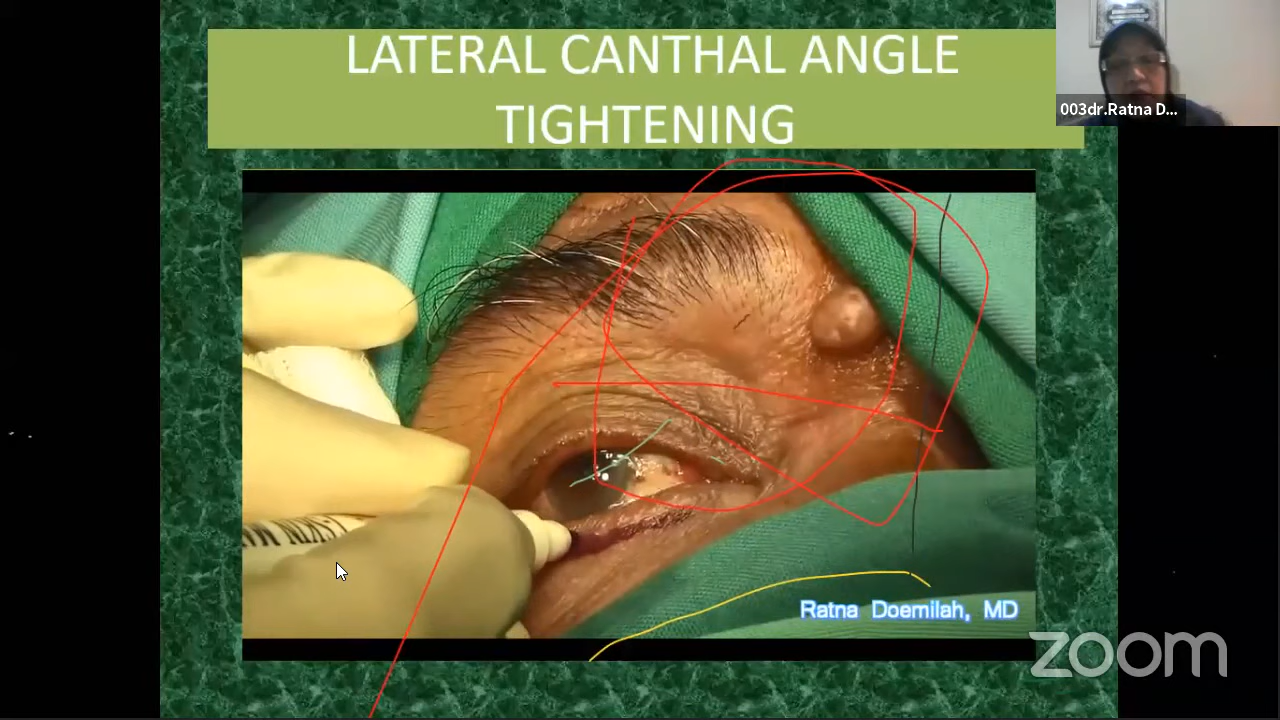 LATERAL CANTHAL ANGLE
TIGHTENING
003dr.Ratna D...
Ratna Doemilah, MD
zoom